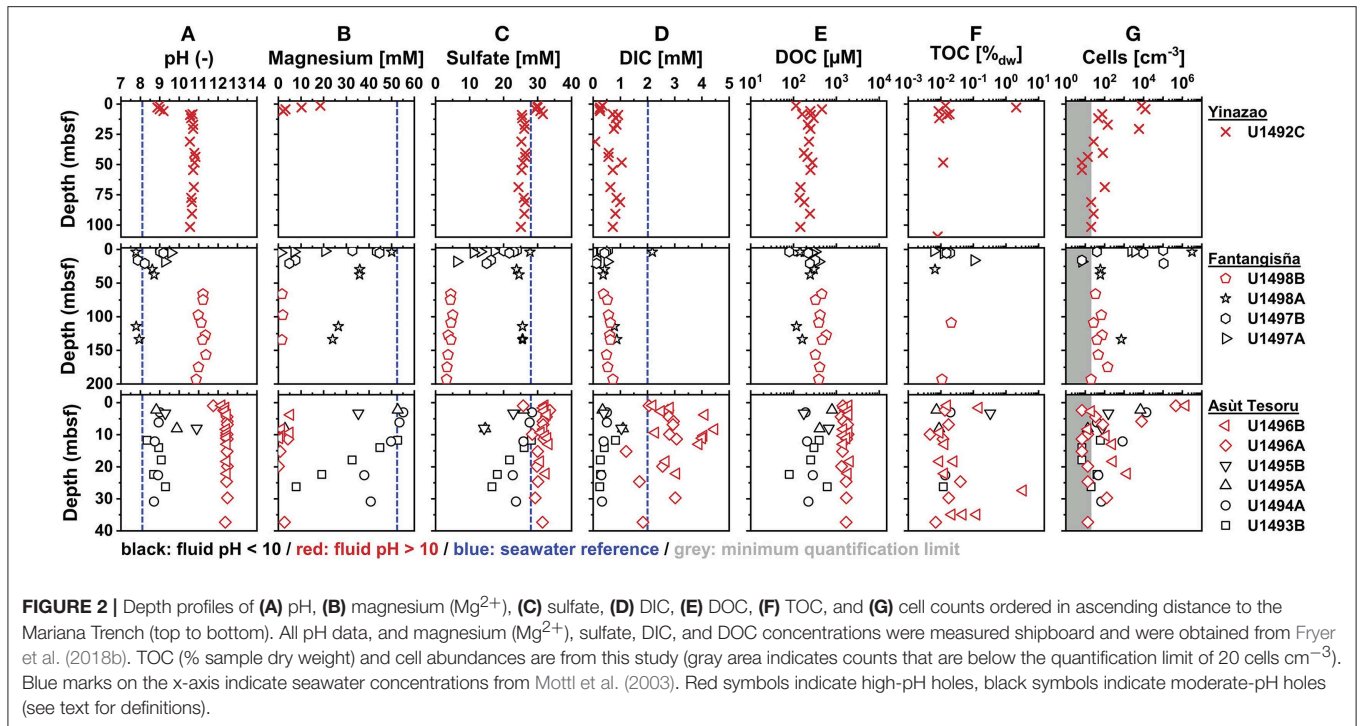 A B C D E F G
pH (-) Magnesium [mM] Sulfate [mM] DIC [mM] DOC [µM] TOC [%dw] Cells [cm-3]
7 8 9 10 11 12 13 14 0 10 20 30 40 50 60 0 10 20 30 40 0 1 2 3 4 5 6 10¹ 10² 10³ 10⁴ 10⁻³ 10⁻² 10⁻¹ 10⁰ 10¹ 10⁰ 10² 10⁴ 10⁶
Depth (mbsf)
0
25
50
75
100
Yinazao
U1492C
Depth (mbsf)
0
50
100
150
200
Fantangisña
U1498B
U1498A
U1497B
U1497A
Depth (mbsf)
0
10
20
30
40
Asùt Tesoru
U1496B
U1496A
U1495B
U1495A
U1494A
U1493B
black: fluid pH < 10 / red: fluid pH > 10 / blue: seawater reference / grey: minimum quantification limit
FIGURE 2 | Depth profiles of (A) pH, (B) magnesium (Mg2+), (C) sulfate, (D) DIC, (E) DOC, (F) TOC, and (G) cell counts ordered in ascending distance to the
Mariana Trench (top to bottom). All pH data, and magnesium (Mg2+), sulfate, DIC, and DOC concentrations were measured shipboard and were obtained from Fryer
et al. (2018b). TOC (% sample dry weight) and cell abundances are from this study (gray area indicates counts that are below the quantification limit of 20 cells cm−3).
Blue marks on the x-axis indicate seawater concentrations from Mottl et al. (2003). Red symbols indicate high-pH holes, black symbols indicate moderate-pH holes
(see text for definitions).